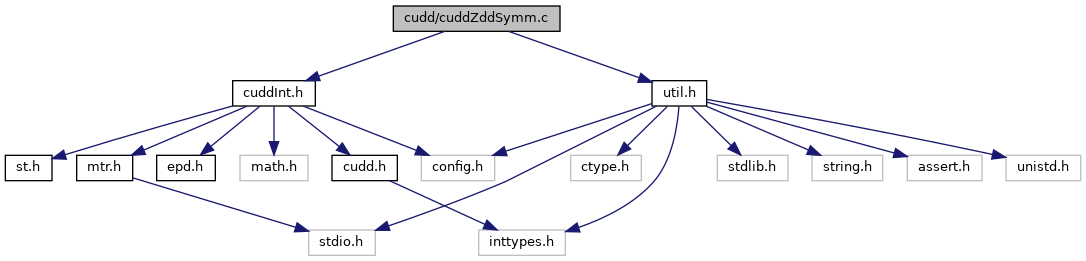 cudd/cuddZddSymm.c
cuddInt.h
util.h
st.h
mtr.h
epd.h
math.h
cudd.h
config.h
ctype.h
stdlib.h
string.h
assert.h
unistd.h
stdio.h
inttypes.h